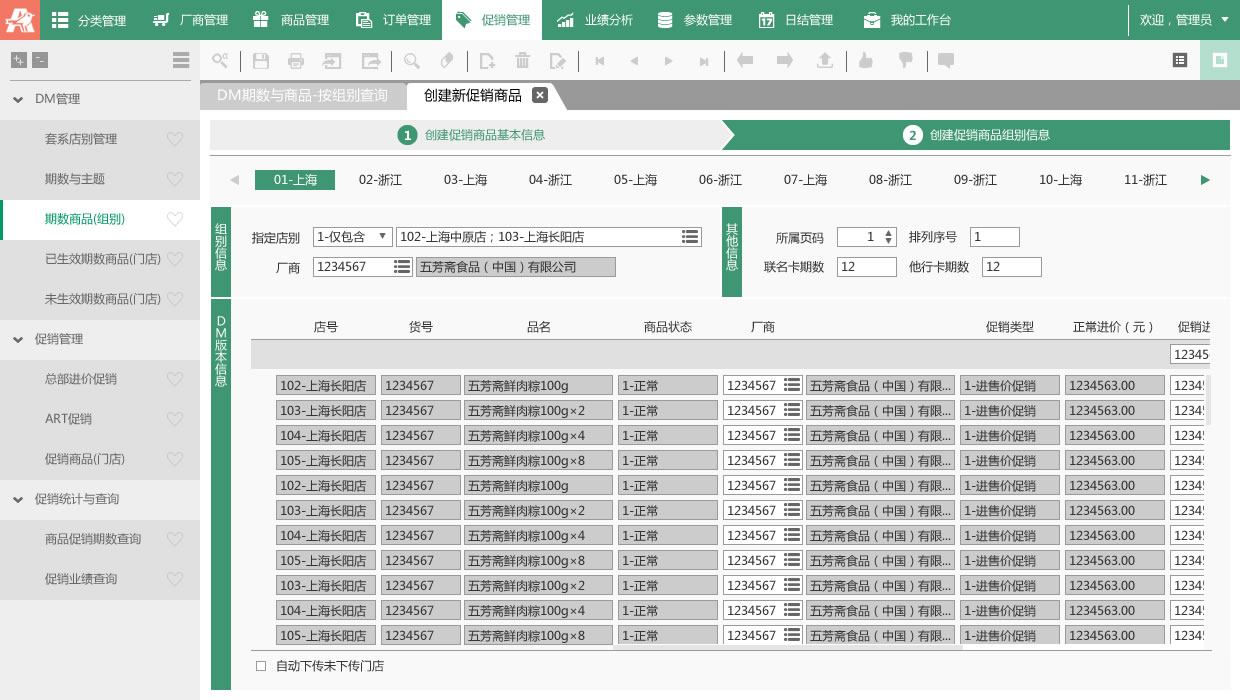 分类管理 厂商管理 商品管理 订单管理 促销管理 业绩分析 参数管理 日结管理 我的工作台 欢迎，管理员
DM管理
套系店别管理
期数与主题
期数商品(组别)
已生效期数商品(门店)
未生效期数商品(门店)
促销管理
总部进价促销
ART促销
促销商品(门店)
促销统计与查询
商品促销期数查询
促销业绩查询
DM期数与商品-按组别查询 创建新促销商品
1 创建促销商品基本信息 2 创建促销商品组别信息
01-上海 02-浙江 03-上海 04-浙江 05-上海 06-浙江 07-上海 08-浙江 09-浙江 10-上海 11-浙江
组别信息
指定店别 1-仅包含 102-上海中原店；103-上海长阳店
厂商 1234567 五芳斋食品（中国）有限公司
其他信息
所属页码 1 排列序号 1
联名卡期数 12 他行卡期数 12
DM版本信息
店号 货号 品名 商品状态 厂商 促销类型 正常进价（元） 促销进
12345
102-上海长阳店 1234567 五芳斋鲜肉粽100g 1-正常 1234567 五芳斋食品（中国）有限... 1-进售价促销 1234563.00 1234
103-上海长阳店 1234567 五芳斋鲜肉粽100g×2 1-正常 1234567 五芳斋食品（中国）有限... 1-进售价促销 1234563.00 1234
104-上海长阳店 1234567 五芳斋鲜肉粽100g×4 1-正常 1234567 五芳斋食品（中国）有限... 1-进售价促销 1234563.00 1234
105-上海长阳店 1234567 五芳斋鲜肉粽100g×8 1-正常 1234567 五芳斋食品（中国）有限... 1-进售价促销 1234563.00 1234
102-上海长阳店 1234567 五芳斋鲜肉粽100g 1-正常 1234567 五芳斋食品（中国）有限... 1-进售价促销 1234563.00 1234
103-上海长阳店 1234567 五芳斋鲜肉粽100g×2 1-正常 1234567 五芳斋食品（中国）有限... 1-进售价促销 1234563.00 1234
104-上海长阳店 1234567 五芳斋鲜肉粽100g×4 1-正常 1234567 五芳斋食品（中国）有限... 1-进售价促销 1234563.00 1234
105-上海长阳店 1234567 五芳斋鲜肉粽100g×8 1-正常 1234567 五芳斋食品（中国）有限... 1-进售价促销 1234563.00 1234
103-上海长阳店 1234567 五芳斋鲜肉粽100g×2 1-正常 1234567 五芳斋食品（中国）有限... 1-进售价促销 1234563.00 1234
104-上海长阳店 1234567 五芳斋鲜肉粽100g×4 1-正常 1234567 五芳斋食品（中国）有限... 1-进售价促销 1234563.00 1234
105-上海长阳店 1234567 五芳斋鲜肉粽100g×8 1-正常 1234567 五芳斋食品（中国）有限... 1-进售价促销 1234563.00 1234
自动下传未下传门店